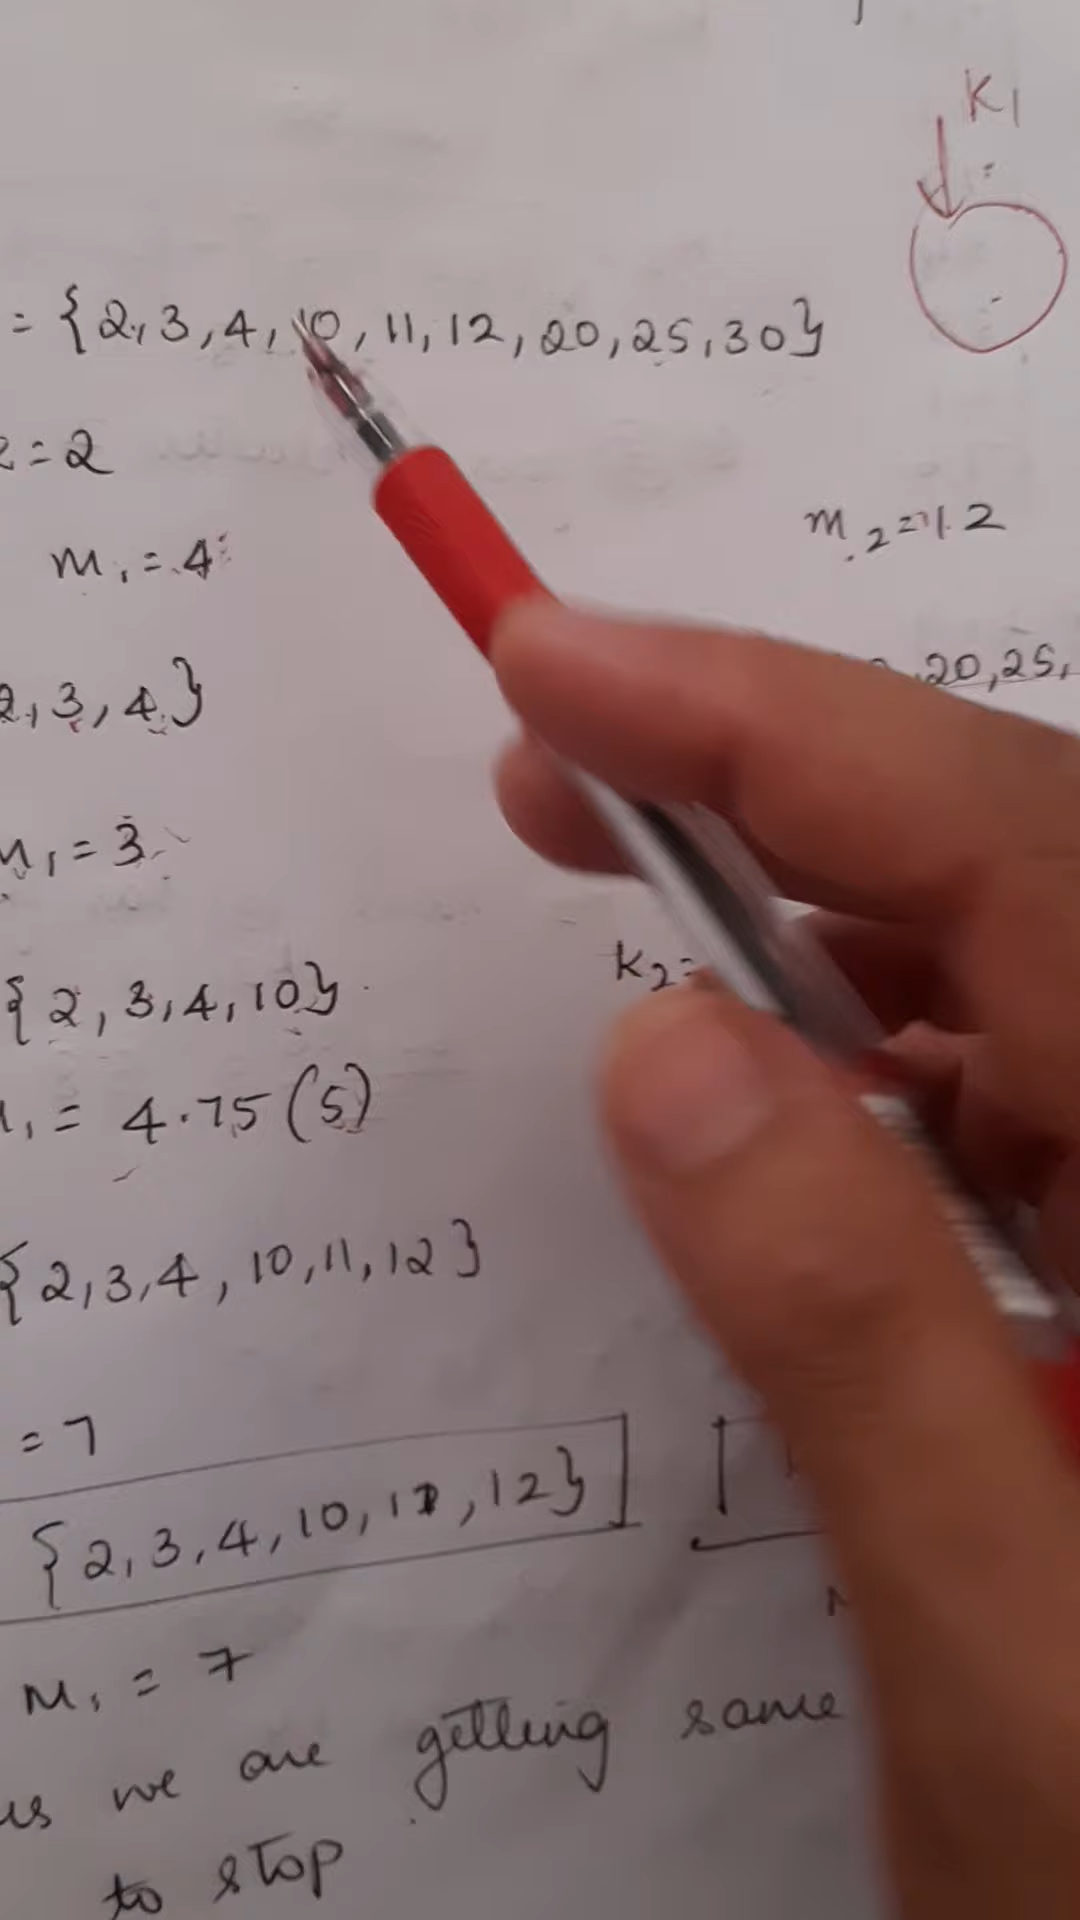 K1
= {2, 3, 4, 10, 11, 12, 20, 25, 30}
= 2
m1 = 4 m2 = 12
2, 3, 4} 20, 25,
m1 = 3
{2, 3, 4, 10} K2 =
= 4.75 (5)
{2, 3, 4, 10, 11, 12}
= 7
{2, 3, 4, 10, 11, 12}
M1 = 7
we are getting same
to stop